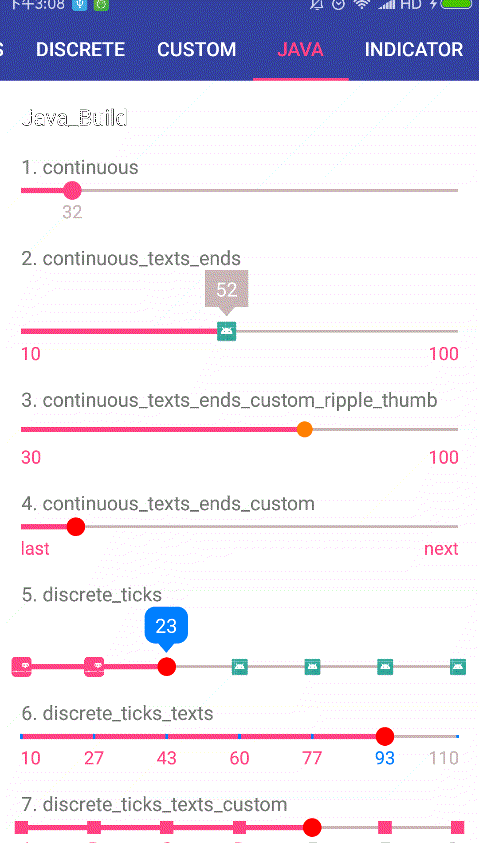 下午3:08 HD
S DISCRETE CUSTOM JAVA INDICATOR
Java_Build
1. continuous
32
2. continuous_texts_ends
52
10 100
3. continuous_texts_ends_custom_ripple_thumb
30 100
4. continuous_texts_ends_custom
last next
5. discrete_ticks
23
6. discrete_ticks_texts
10 27 43 60 77 93 110
7. discrete_ticks_texts_custom